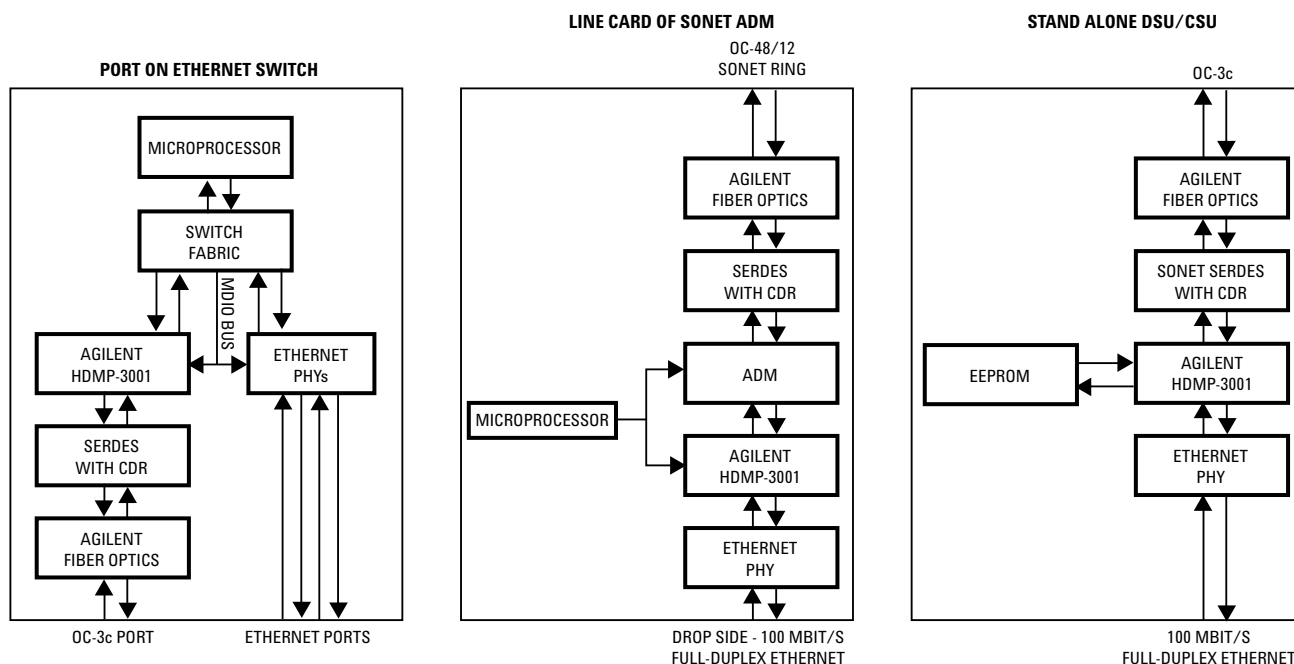 PORT ON ETHERNET SWITCH
MICROPROCESSOR
SWITCH
FABRIC
MDIO BUS
AGILENT
HDMP-3001
ETHERNET
PHYs
SERDES
WITH CDR
AGILENT
FIBER OPTICS
OC-3c PORT
ETHERNET PORTS
LINE CARD OF SONET ADM
OC-48/12
SONET RING
AGILENT
FIBER OPTICS
SERDES
WITH CDR
ADM
MICROPROCESSOR
AGILENT
HDMP-3001
ETHERNET
PHY
DROP SIDE - 100 MBIT/S
FULL-DUPLEX ETHERNET
STAND ALONE DSU/CSU
OC-3c
AGILENT
FIBER OPTICS
SONET SERDES
WITH CDR
EEPROM
AGILENT
HDMP-3001
ETHERNET
PHY
100 MBIT/S
FULL-DUPLEX ETHERNET